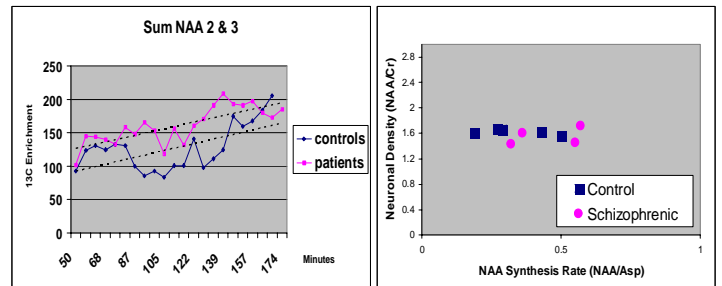 Sum NAA 2 & 3
13C Enrichment
250
200
150
100
50
0
50
68
87
105
122
139
157
174
Minutes
controls
patients
Neuronal Density (NAA/Cr)
2.8
2.4
2
1.6
1.2
0.8
0.4
0
0
0.5
1
NAA Synthesis Rate (NAA/Asp)
Control
Schizophrenic